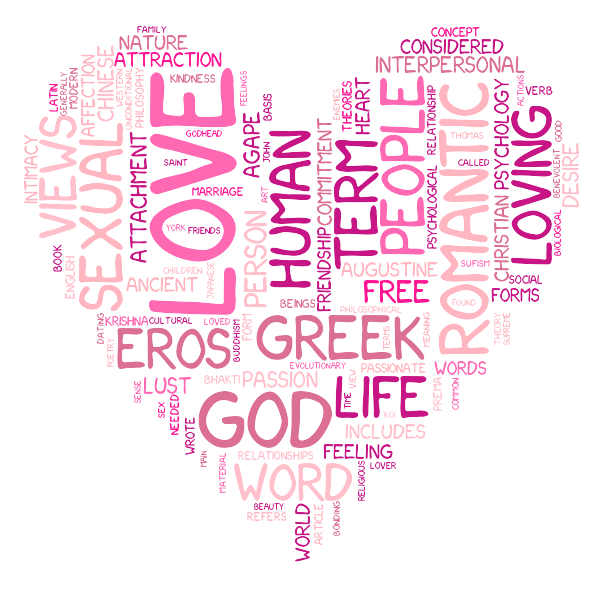 FAMILY
NATURE
ATTRACTION
KINDNESS
LATIN
GENERALLY
MODERN
AFFECTION
CHINESE
WESTERN
UNCONDITIONAL
PHILOSOPHY
INTIMACY
VIEWS
SEXUAL
ATTACHMENT
LOVE
FEELINGS
GODHEAD
SAINT
MARRIAGE
YORK
FRIENDS
AGAPE
BASIS
JOHN
ART
CHILDREN
JAPANESE
BOOK
ENGLISH
ANCIENT
PERSON
HUMAN
BEINGS
CONCEPT
CONSIDERED
INTERPERSONAL
ENEMIES
THEORIES
HEART
COMMITMENT
FRIENDSHIP
TERM
PEOPLE
RELATIONSHIP
PSYCHOLOGICAL
ROMANTIC
THOMAS
CALLED
SUFISM
FOUND
ACTIONS
VERB
PSYCHOLOGY
CHRISTIAN
LOVING
GOOD
BENEVOLENT
BIOLOGICAL
DESIRE
AUGUSTINE
FREE
SOCIAL
FORMS
DATING
KRISHNA
CULTURAL
LOVED
POETRY
EROS
BUDDHISM
FORM
GREEK
PHILOSOPHICAL
TERMS
MEANING
THEORY
SUPREME
EVOLUTIONARY
SENSE
LUST
BHAKTI
PASSION
VIEW
TIME
PASSIONATE
WORDS
SEX
NEEDED
WROTE
GOD
LIFE
KOI
PREMA
COMMON
INCLUDES
MAIN
MATERIAL
RELATIONSHIPS
FEELING
LOVER
RELIGIOUS
WORD
BEAUTY
REFERS
WORLD
ARTICLE
BONDING